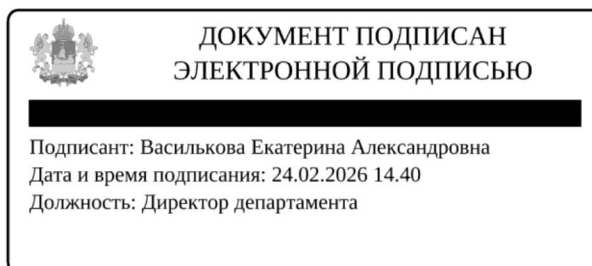 ДОКУМЕНТ ПОДПИСАН
ЭЛЕКТРОННОЙ ПОДПИСЬЮ
Подписант: Василькова Екатерина Александровна
Дата и время подписания: 24.02.2026 14.40
Должность: Директор департамента